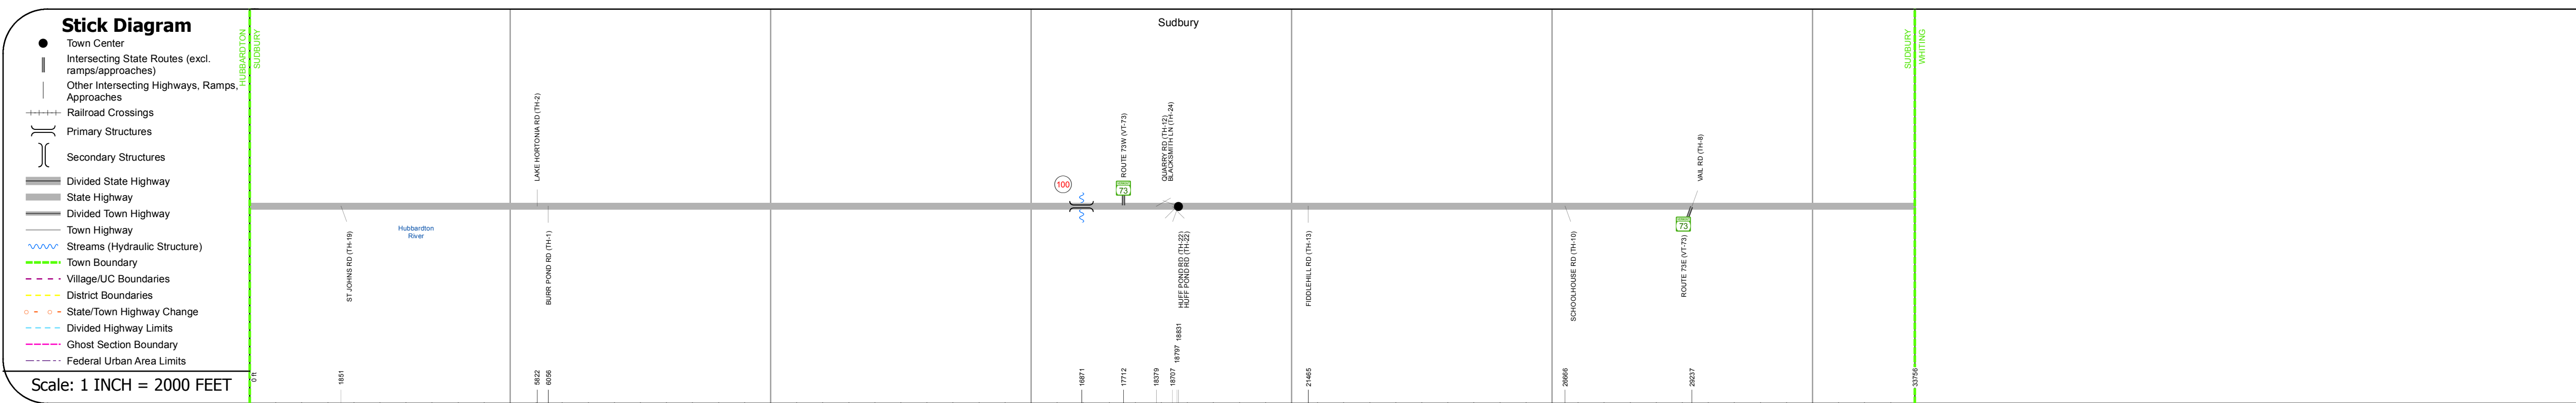 Stick Diagram
Town Center
Intersecting State Routes (excl.
ramps/approaches)
Other Intersecting Highways, Ramps,
Approaches
Railroad Crossings
Primary Structures
Secondary Structures
Divided State Highway
State Highway
Divided Town Highway
Town Highway
Streams (Hydraulic Structure)
Town Boundary
Village/UC Boundaries
District Boundaries
State/Town Highway Change
Divided Highway Limits
Ghost Section Boundary
Federal Urban Area Limits
Scale: 1 INCH = 2000 FEET
HUBBARDTON
SUDBURY
Sudbury
SUDBURY
WHITING
LAKE HORTONIA RD (TH-2)
ROUTE 73W (VT-73)
QUARRY RD (TH-12)
BLACKSMITH LN (TH-24)
VAIL RD (TH-8)
100
73
73
ST JOHNS RD (TH-19)
Hubbardton
River
BURR POND RD (TH-1)
HUFF POND RD (TH-22)
HUFF POND RD (TH-22)
FIDDLEHILL RD (TH-13)
SCHOOLHOUSE RD (TH-10)
ROUTE 73E (VT-73)
0 ft
1851
5822
6056
16871
17712
18379
18707
18797
18831
21465
26666
29237
33756